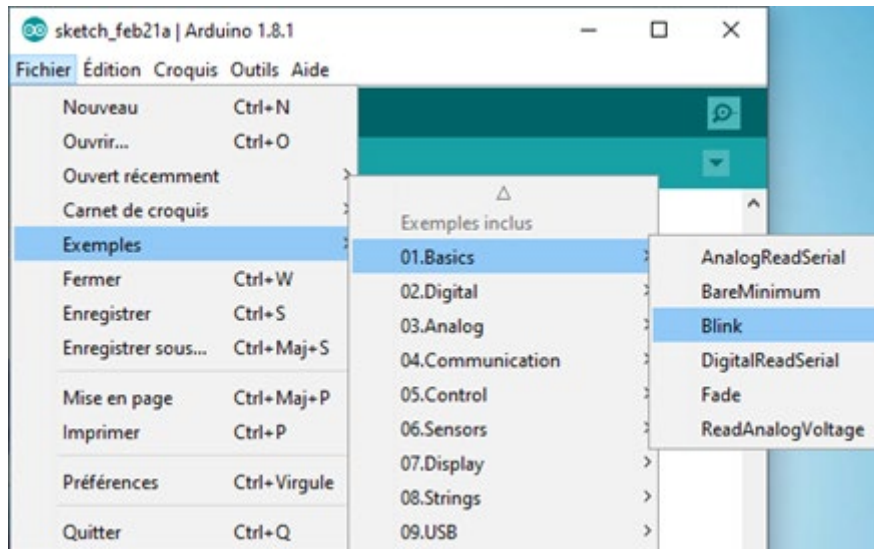 sketch_feb21a | Arduino 1.8.1
Fichier Édition Croquis Outils Aide
Nouveau Ctrl+N
Ouvrir... Ctrl+O
Ouvert récemment
Carnet de croquis
Exemples
Fermer Ctrl+W
Enregistrer Ctrl+S
Enregistrer sous... Ctrl+Maj+S
Mise en page Ctrl+Maj+P
Imprimer Ctrl+P
Préférences Ctrl+Virgule
Quitter Ctrl+Q
Exemples inclus
01.Basics
02.Digital
03.Analog
04.Communication
05.Control
06.Sensors
07.Display
08.Strings
09.USB
AnalogReadSerial
BareMinimum
Blink
DigitalReadSerial
Fade
ReadAnalogVoltage